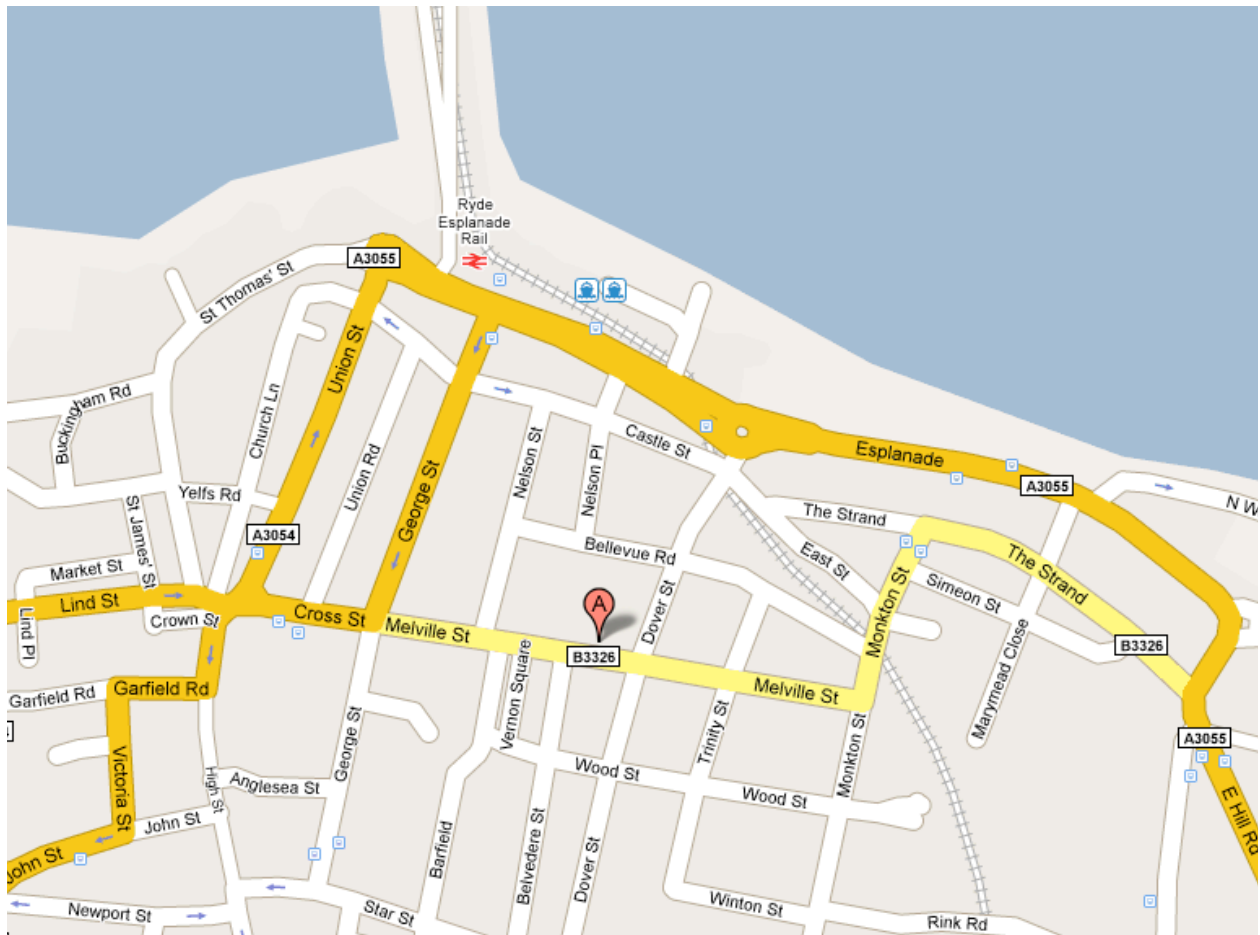 Ryde
Esplanade
Rail
A3055
St Thomas' St
Union St
Buckingham Rd
Church Ln
Union Rd
George St
Nelson St
Nelson Pl
Castle St
Esplanade
A3055
N W
Yelfs Rd
St James' St
A3054
The Strand
Bellevue Rd
East St
The Strand
Market St
Lind St
Lind Pl
Crown St
Cross St
Melville St
A
Dover St
Monkton St
Simeon St
B3326
B3326
Garfield Rd
Garfield Rd
Vernon Square
Melville St
Marymead Close
Trinity St
A3055
Victoria St
High St
George St
Anglesea St
Wood St
Wood St
Monkton St
E Hill Rd
John St
John St
Barfield
Belvedere St
Dover St
Newport St
Star St
Winton St
Rink Rd